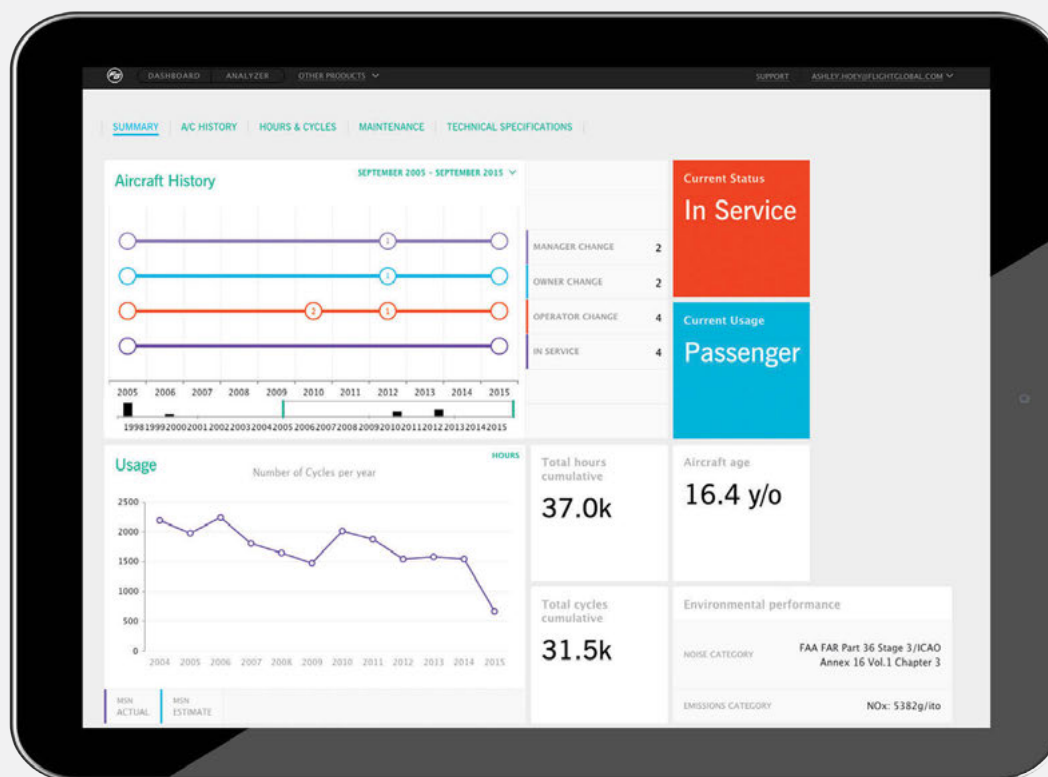 DASHBOARD ANALYZER OTHER PRODUCTS SUPPORT ASHLEY.HOEY@FLIGHTGLOBAL.COM
SUMMARY A/C HISTORY HOURS & CYCLES MAINTENANCE TECHNICAL SPECIFICATIONS
Aircraft History
SEPTEMBER 2005 - SEPTEMBER 2015
1
1
2 1
2005 2006 2007 2008 2009 2010 2011 2012 2013 2014 2015
1998 1999 2000 2001 2002 2003 2004 2005 2006 2007 2008 2009 2010 2011 2012 2013 2014 2015
MANAGER CHANGE 2
OWNER CHANGE 2
OPERATOR CHANGE 4
IN SERVICE 4
Current Status
In Service
Current Usage
Passenger
Usage
HOURS
Number of Cycles per year
2500
2000
1500
1000
500
0
2004 2005 2006 2007 2008 2009 2010 2011 2012 2013 2014 2015
MSN
ACTUAL
MSN
ESTIMATE
Total hours
cumulative
37.0k
Aircraft age
16.4 y/o
Total cycles
cumulative
31.5k
Environmental performance
NOISE CATEGORY
FAA FAR Part 36 Stage 3/ICAO
Annex 16 Vol.1 Chapter 3
EMISSIONS CATEGORY
NOx: 5382g/ito